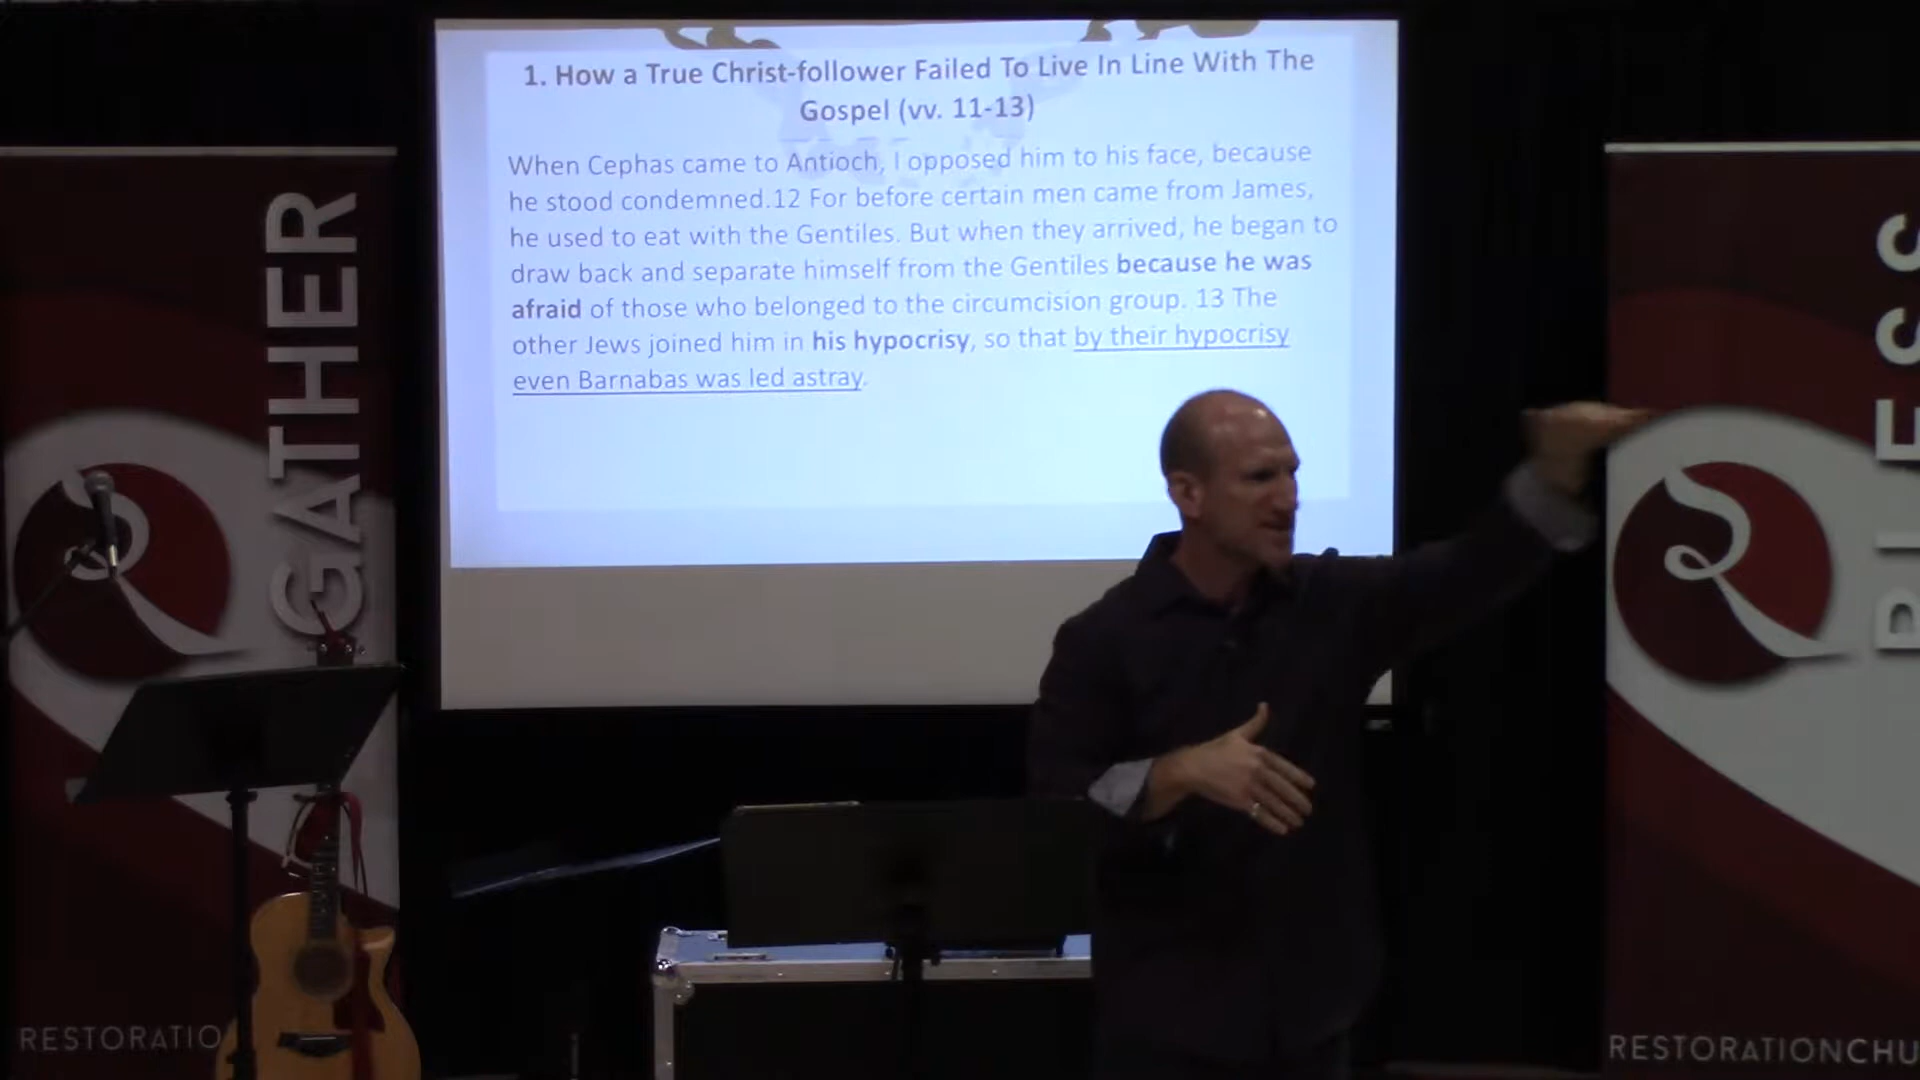 1. How a True Christ-follower Failed To Live In Line With The
Gospel (vv. 11-13)
When Cephas came to Antioch, I opposed him to his face, because
he stood condemned.12 For before certain men came from James,
he used to eat with the Gentiles. But when they arrived, he began to
draw back and separate himself from the Gentiles because he was
afraid of those who belonged to the circumcision group. 13 The
other Jews joined him in his hypocrisy, so that by their hypocrisy
even Barnabas was led astray.
GATHER
RESTORATIO
BLESS
RESTORATIONCHU